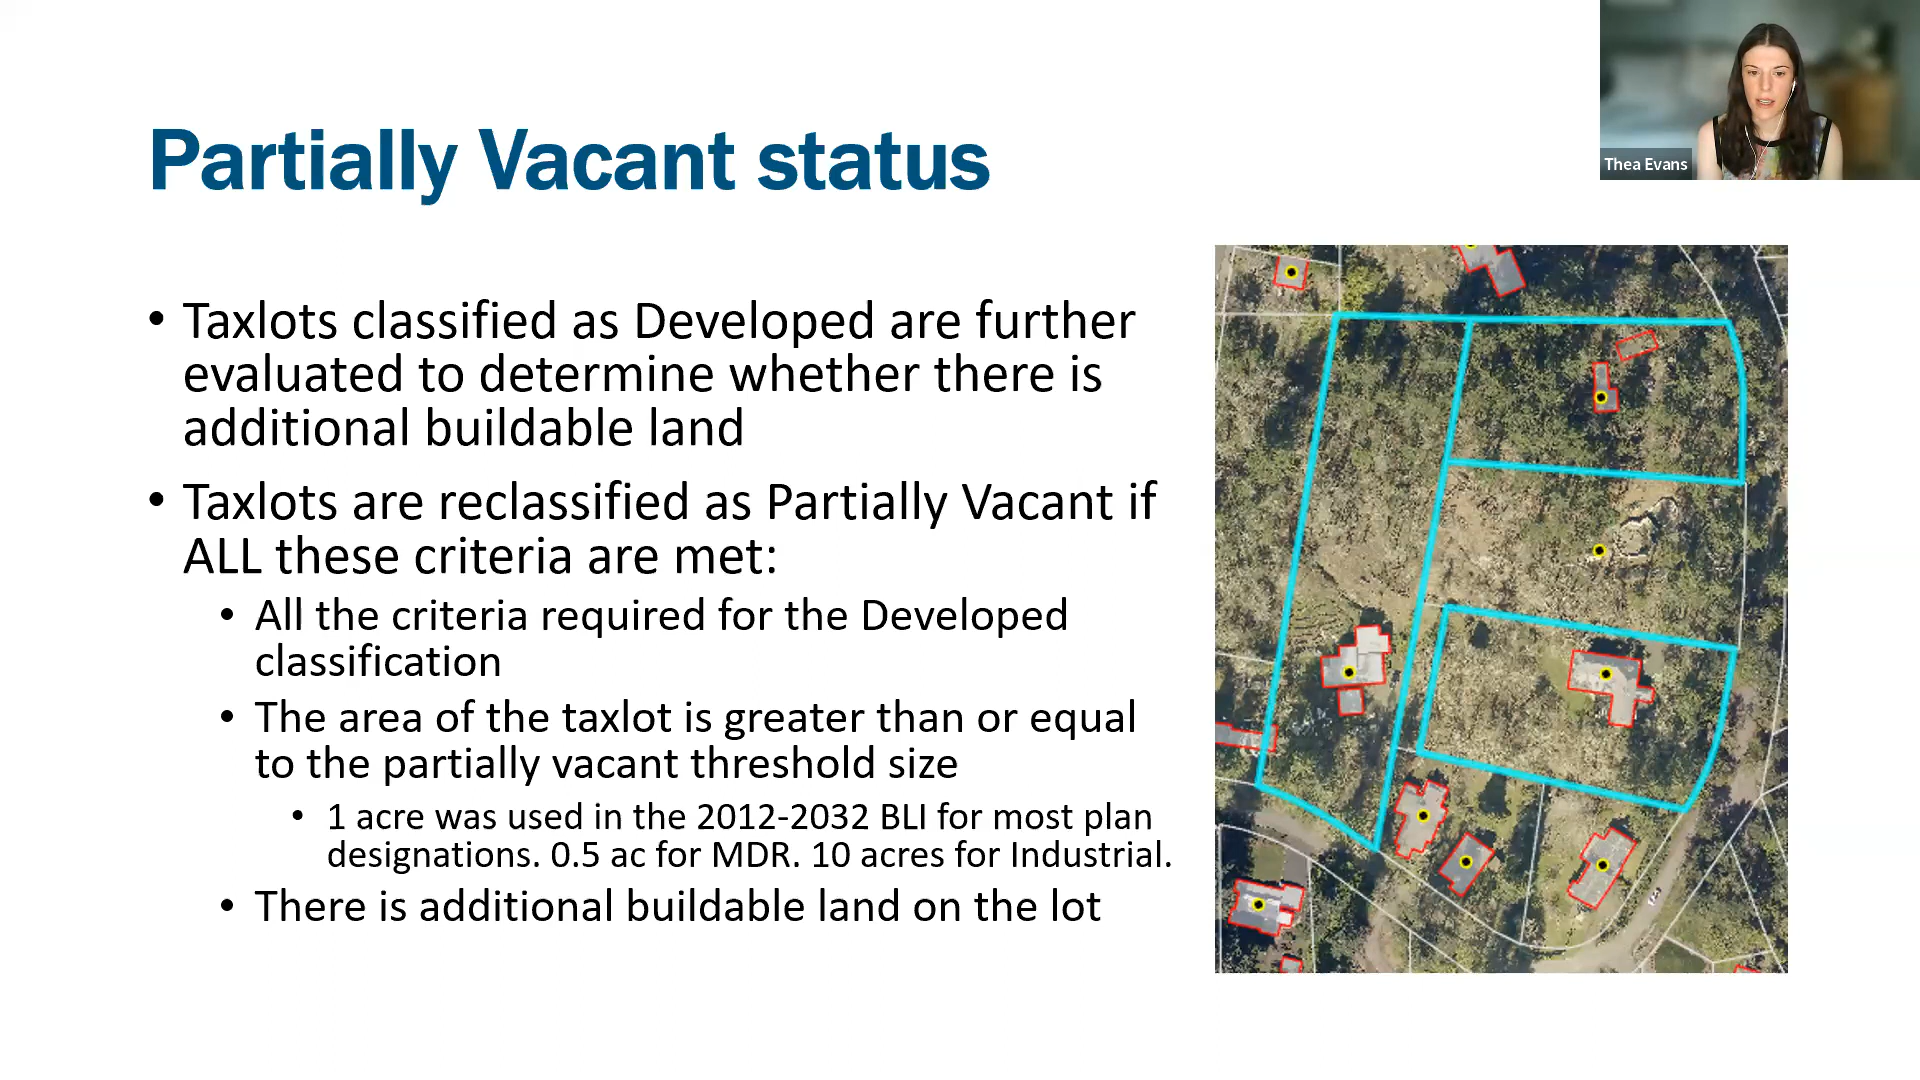 Partially Vacant status
Thea Evans
• Taxlots classified as Developed are further
evaluated to determine whether there is
additional buildable land
• Taxlots are reclassified as Partially Vacant if
ALL these criteria are met:
• All the criteria required for the Developed
classification
• The area of the taxlot is greater than or equal
to the partially vacant threshold size
• 1 acre was used in the 2012-2032 BLI for most plan
designations. 0.5 ac for MDR. 10 acres for Industrial.
• There is additional buildable land on the lot